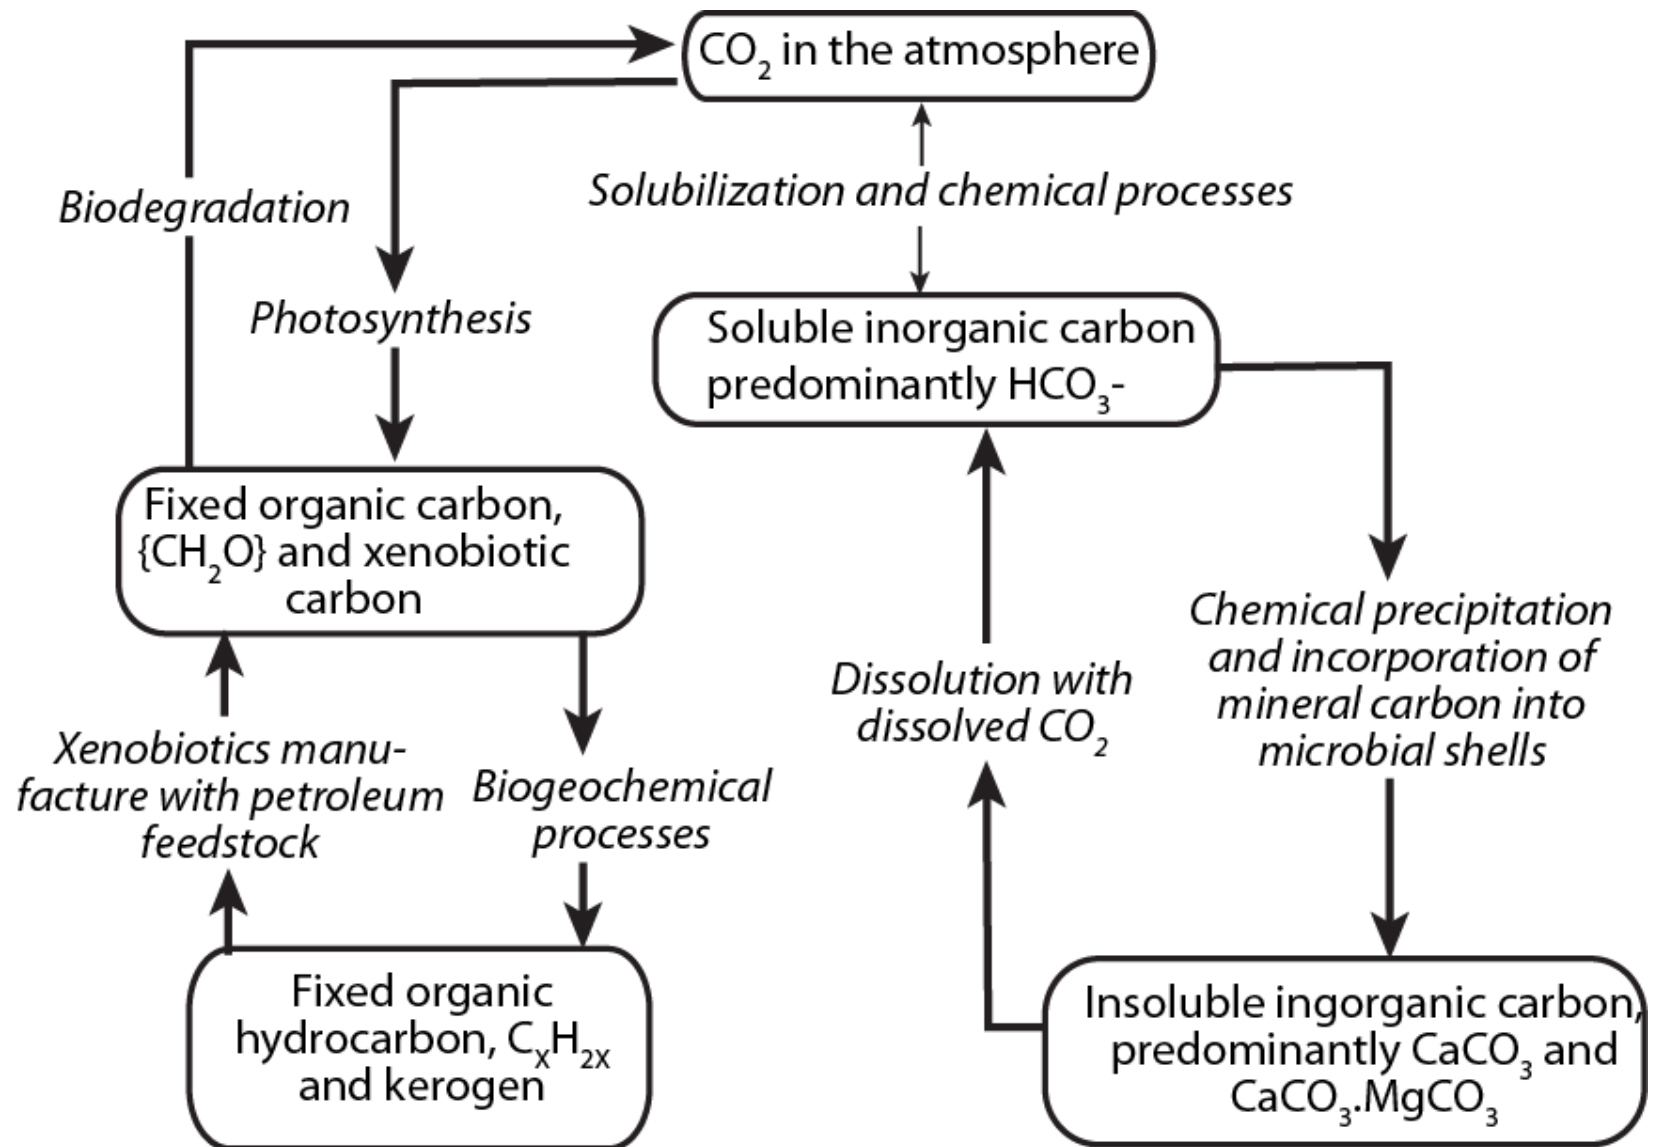 CO₂ in the atmosphere
Biodegradation
Solubilization and chemical processes
Photosynthesis
Soluble inorganic carbon
predominantly HCO₃-
Fixed organic carbon,
{CH₂O} and xenobiotic
carbon
Chemical precipitation
and incorporation of
mineral carbon into
microbial shells
Dissolution with
dissolved CO₂
Xenobiotics manu-
facture with petroleum
feedstock
Biogeochemical
processes
Fixed organic
hydrocarbon, CₓH₂ₓ
and kerogen
Insoluble ingorganic carbon,
predominantly CaCO₃ and
CaCO₃.MgCO₃